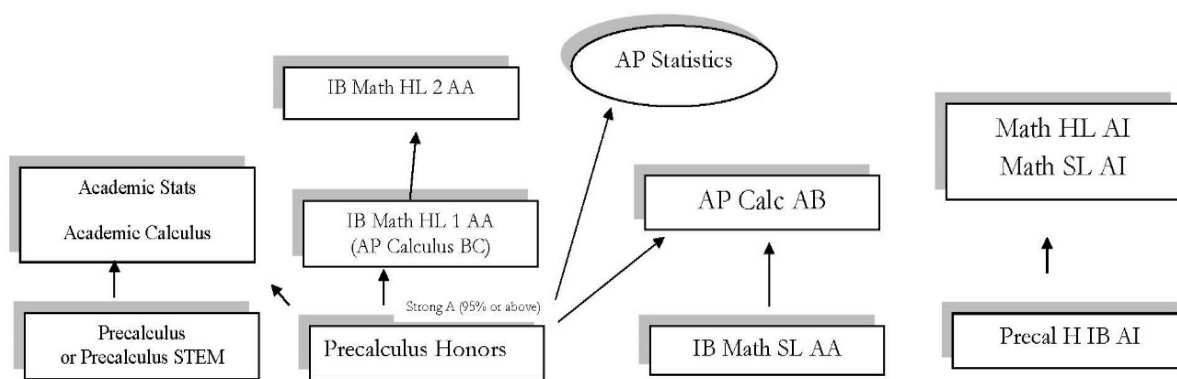 AP Statistics
IB Math HL 2 AA
Math HL AI
Math SL AI
Academic Stats
Academic Calculus
IB Math HL 1 AA
(AP Calculus BC)
AP Calc AB
Strong A (95% or above)
Precalculus
or Precalculus STEM
Precalculus Honors
IB Math SL AA
Precal H IB AI